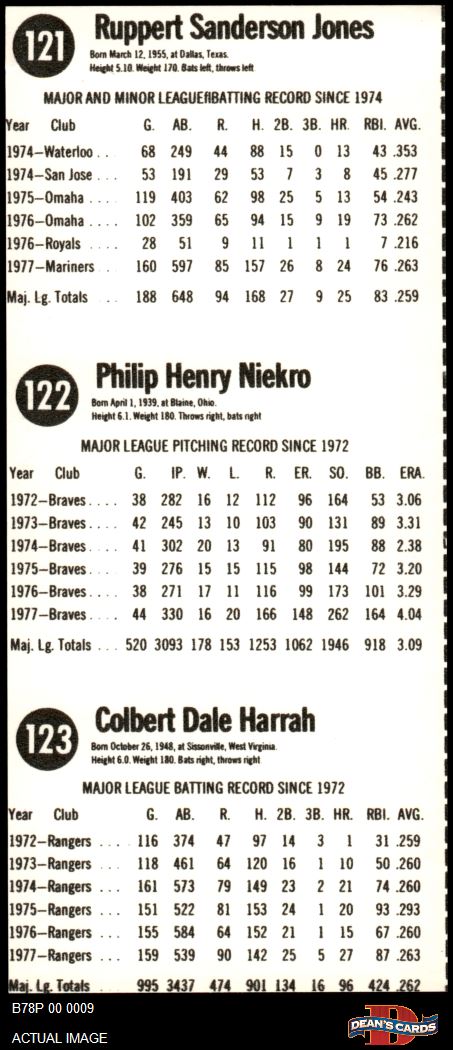 121 Ruppert Sanderson Jones
Born March 12, 1955, at Dallas, Texas.
Height 5.10. Weight 170. Bats left, throws left
MAJOR AND MINOR LEAGUE BATTING RECORD SINCE 1974
Year Club G. AB. R. H. 2B. 3B. HR. RBI. AVG.
1974—Waterloo . . . 68 249 44 88 15 0 13 43 .353
1974—San Jose . . . 53 191 29 53 7 3 8 45 .277
1975—Omaha . . . . 119 403 62 98 25 5 13 54 .243
1976—Omaha . . . . 102 359 65 94 15 9 19 73 .262
1976—Royals . . . . 28 51 9 11 1 1 1 7 .216
1977—Mariners . . . . 160 597 85 157 26 8 24 76 .263
Maj. Lg. Totals . . . 188 648 94 168 27 9 25 83 .259
122 Philip Henry Niekro
Born April 1, 1939, at Blaine, Ohio.
Height 6.1. Weight 180. Throws right, bats right
MAJOR LEAGUE PITCHING RECORD SINCE 1972
Year Club G. IP. W. L. R. ER. SO. BB. ERA.
1972—Braves . . . . 38 282 16 12 112 96 164 53 3.06
1973—Braves . . . . 42 245 13 10 103 90 131 89 3.31
1974—Braves . . . . 41 302 20 13 91 80 195 88 2.38
1975—Braves . . . . 39 276 15 15 115 98 144 72 3.20
1976—Braves . . . . 38 271 17 11 116 99 173 101 3.29
1977—Braves . . . . 44 330 16 20 166 148 262 164 4.04
Maj. Lg. Totals . . . 520 3093 178 153 1253 1062 1946 918 3.09
123 Colbert Dale Harrah
Born October 26, 1948, at Sissonville, West Virginia.
Height 6.0. Weight 180. Bats right, throws right
MAJOR LEAGUE BATTING RECORD SINCE 1972
Year Club G. AB. R. H. 2B. 3B. HR. RBI. AVG.
1972—Rangers . . . . 116 374 47 97 14 3 1 31 .259
1973—Rangers . . . 118 461 64 120 16 1 10 50 .260
1974—Rangers . . . 161 573 79 149 23 2 21 74 .260
1975—Rangers . . . 151 522 81 153 24 1 20 93 .293
1976—Rangers . . . 155 584 64 152 21 1 15 67 .260
1977—Rangers . . . 159 539 90 142 25 5 27 87 .263
Maj. Lg. Totals . . . 995 3437 474 901 134 16 96 424 .262
B78P 00 0009
ACTUAL IMAGE
D
DEAN'S CARDS